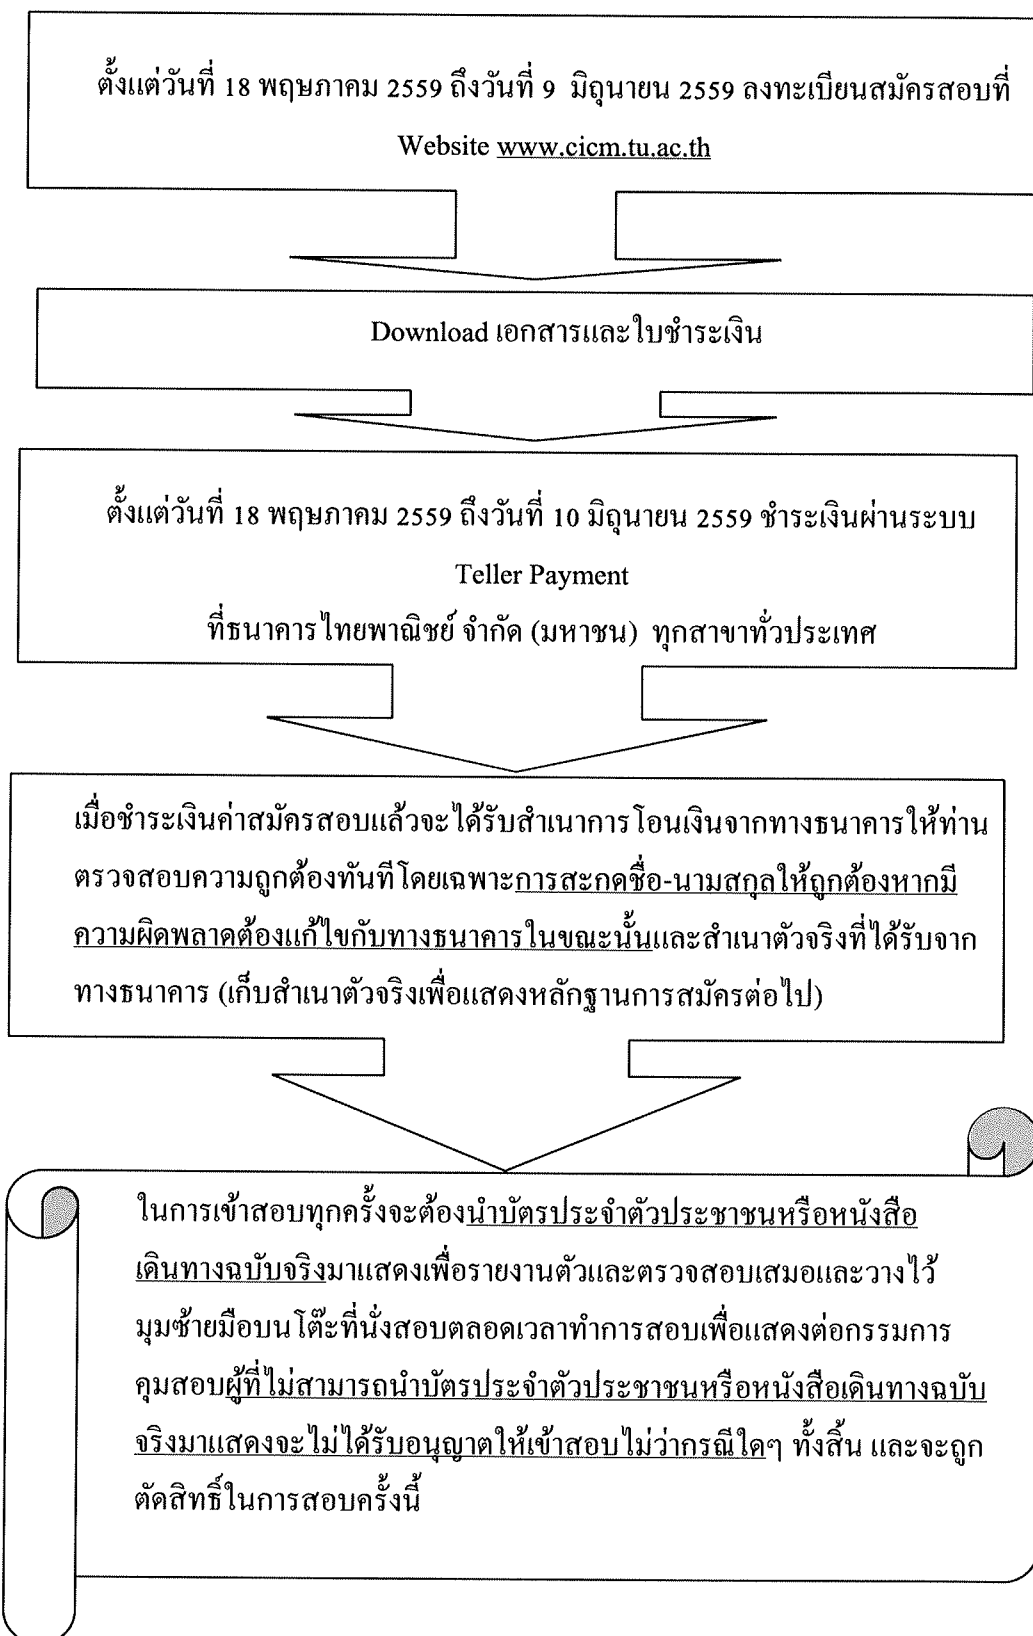 ตั้งแต่วันที่ 18 พฤษภาคม 2559 ถึงวันที่ 9 มิถุนายน 2559 ลงทะเบียนสมัครสอบที่
Website www.cicm.tu.ac.th
Download เอกสารและใบชำระเงิน
ตั้งแต่วันที่ 18 พฤษภาคม 2559 ถึงวันที่ 10 มิถุนายน 2559 ชำระเงินผ่านระบบ
Teller Payment
ที่ธนาคารไทยพาณิชย์ จำกัด (มหาชน) ทุกสาขาทั่วประเทศ
เมื่อชำระเงินค่าสมัครสอบแล้วจะได้รับสำเนาการโอนเงินจากทางธนาคารให้ท่าน
ตรวจสอบความถูกต้องทันทีโดยเฉพาะการสะกดชื่อ-นามสกุลให้ถูกต้องหากมี
ความผิดพลาดต้องแก้ไขกับทางธนาคารในขณะนั้นและสำเนาตัวจริงที่ได้รับจาก
ทางธนาคาร (เก็บสำเนาตัวจริงเพื่อแสดงหลักฐานการสมัครต่อไป)
ในการเข้าสอบทุกครั้งจะต้องนำบัตรประจำตัวประชาชนหรือหนังสือ
เดินทางฉบับจริงมาแสดงเพื่อรายงานตัวและตรวจสอบเสมอและวางไว้
มุมซ้ายมือบนโต๊ะที่นั่งสอบตลอดเวลาทำการสอบเพื่อแสดงต่อกรรมการ
คุมสอบผู้ที่ไม่สามารถนำบัตรประจำตัวประชาชนหรือหนังสือเดินทางฉบับ
จริงมาแสดงจะไม่ได้รับอนุญาตให้เข้าสอบไม่ว่ากรณีใดๆ ทั้งสิ้น และจะถูก
ตัดสิทธิ์ในการสอบครั้งนี้